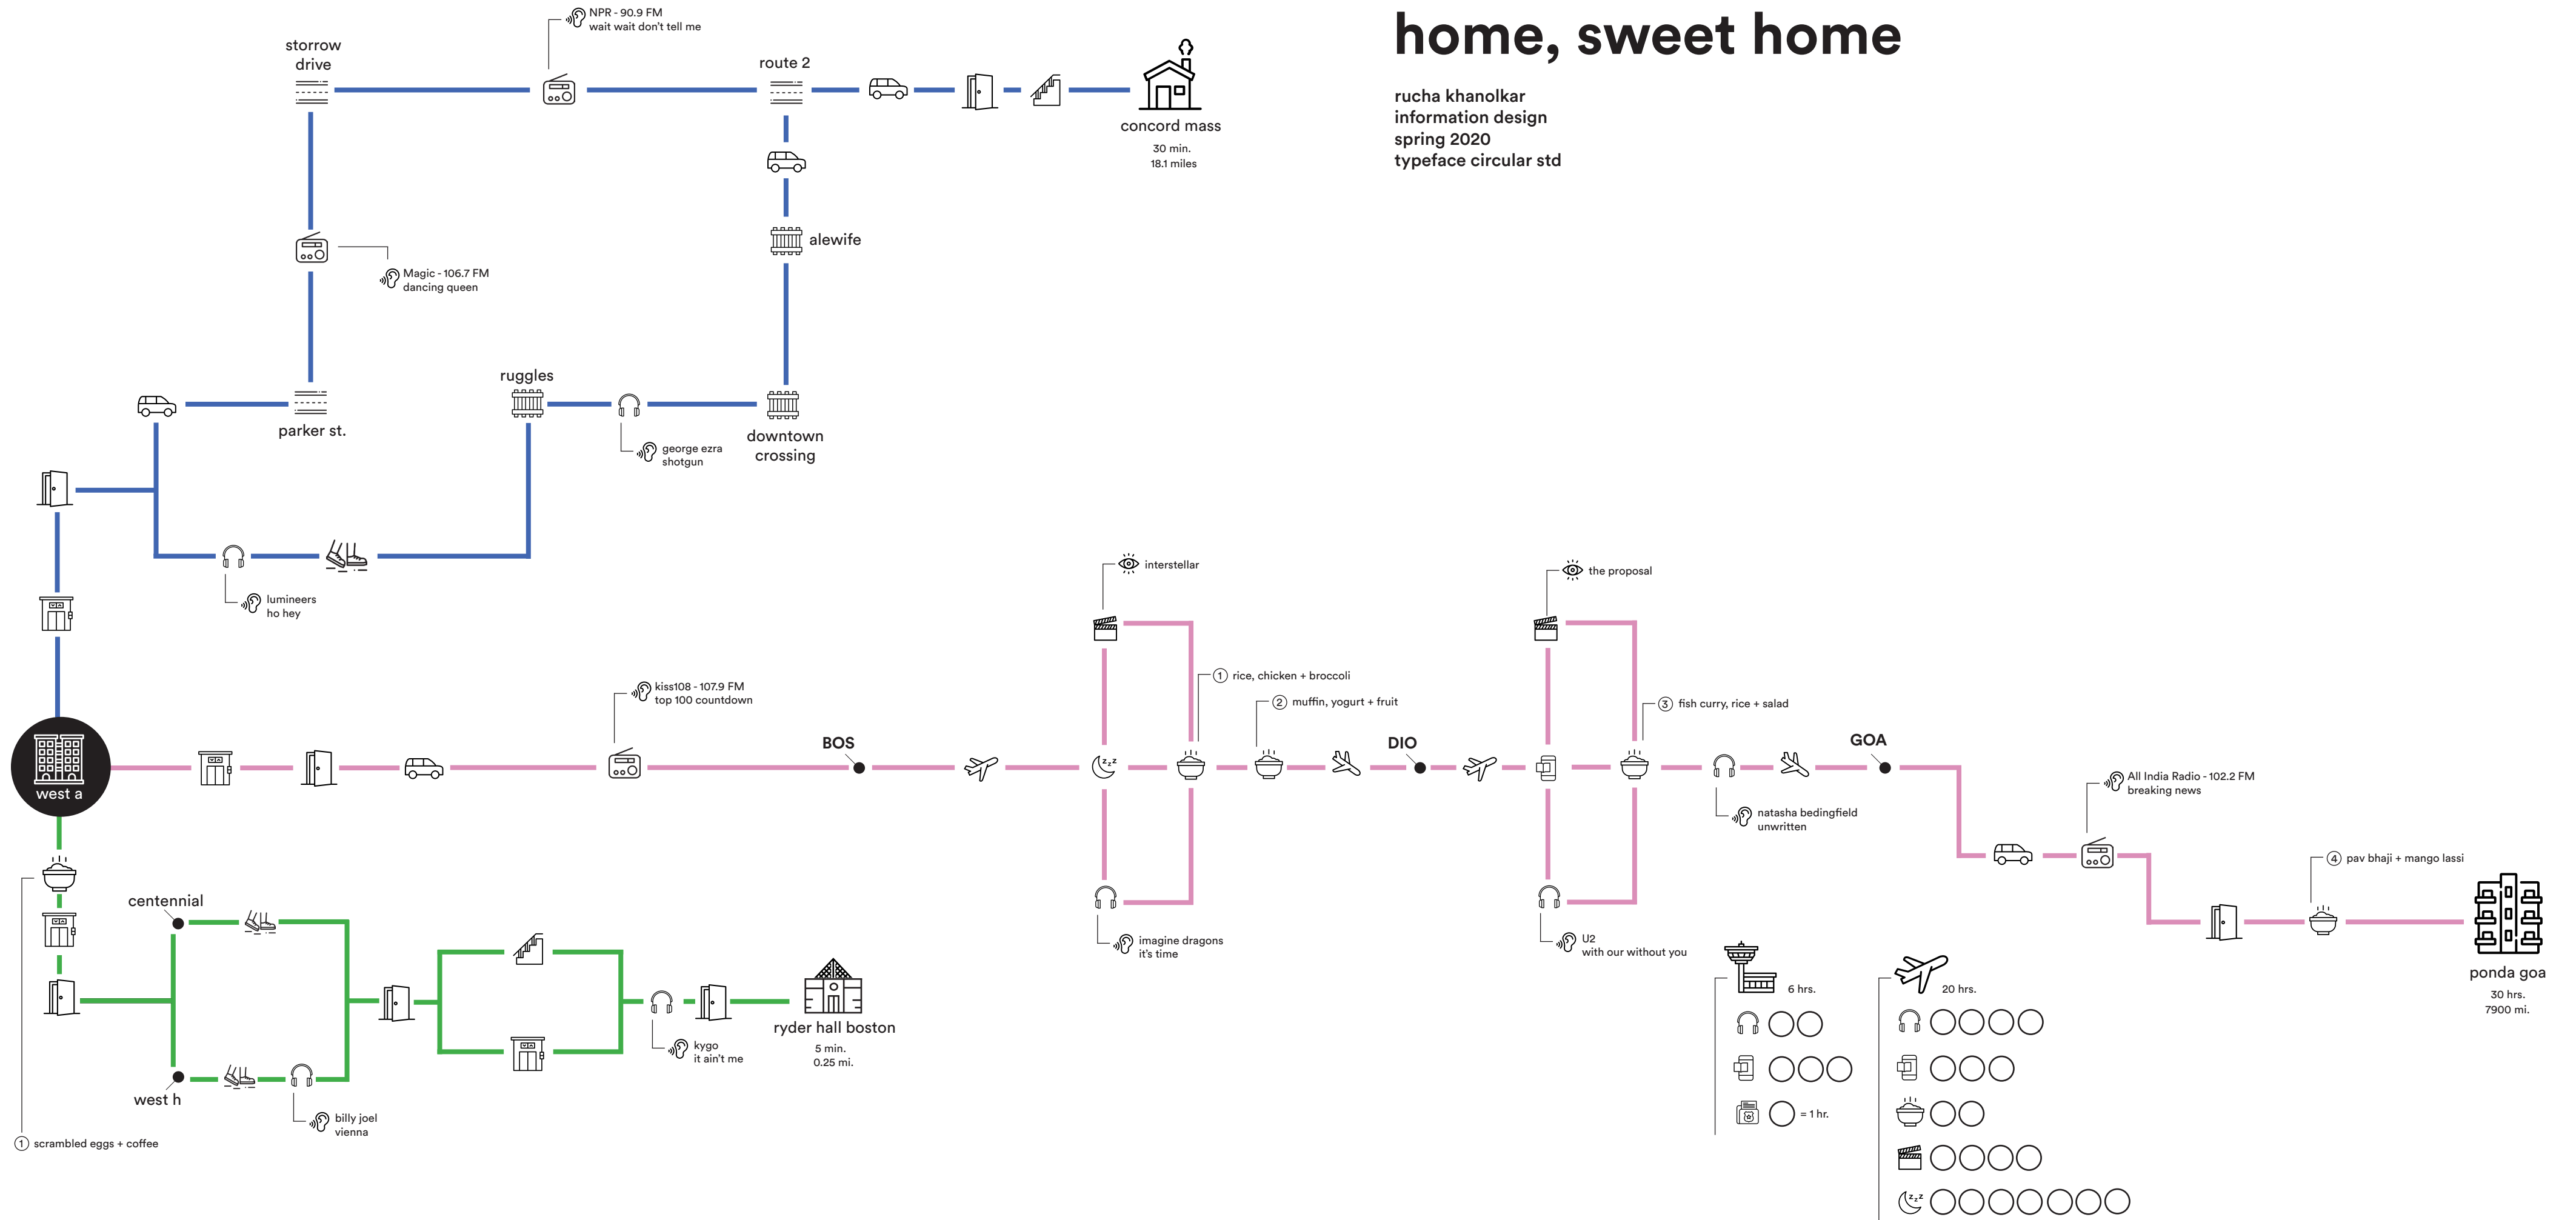 home, sweet home
rucha khanolkar
information design
spring 2020
typeface circular std
NPR - 90.9 FM
wait wait don't tell me
storrow
drive
route 2
concord mass
30 min.
18.1 miles
alewife
Magic - 106.7 FM
dancing queen
ruggles
parker st.
downtown
crossing
george ezra
shotgun
lumineers
ho hey
west a
kiss108 - 107.9 FM
top 100 countdown
BOS
interstellar
zzz
1 rice, chicken + broccoli
2 muffin, yogurt + fruit
imagine dragons
it's time
DIO
the proposal
3 fish curry, rice + salad
U2
with our without you
natasha bedingfield
unwritten
GOA
All India Radio - 102.2 FM
breaking news
4 pav bhaji + mango lassi
ponda goa
30 hrs.
7900 mi.
centennial
west h
billy joel
vienna
1 scrambled eggs + coffee
kygo
it ain't me
ryder hall boston
5 min.
0.25 mi.
6 hrs.
= 1 hr.
20 hrs.
zzz